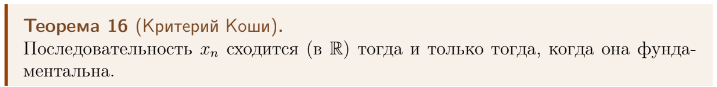 Теорема 16 (Критерий Коши).
Последовательность xₙ сходится (в ℝ) тогда и только тогда, когда она фунда-
ментальна.